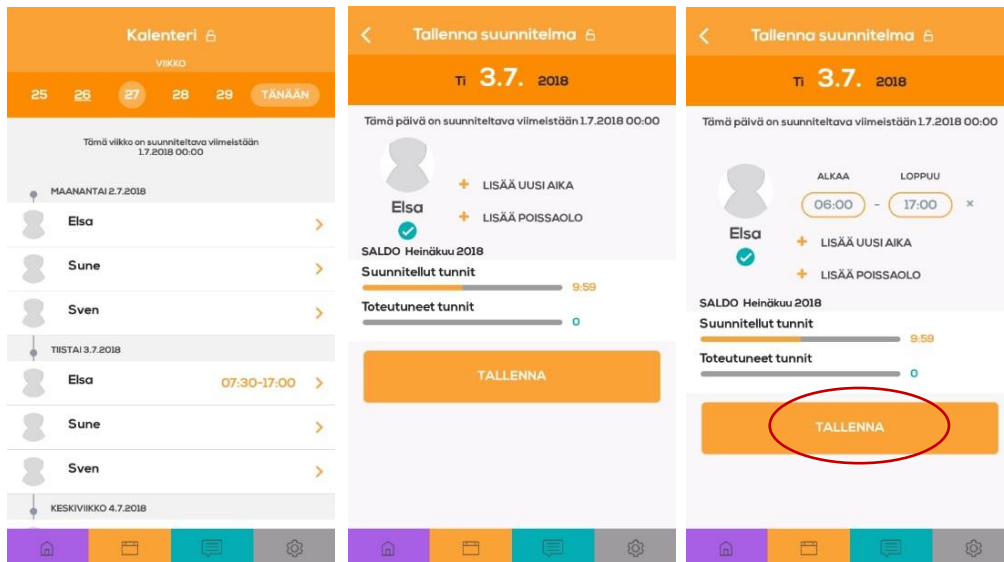 Kalenteri
VIIKKO
25 26 27 28 29 TÄNÄÄN
Tämä viikko on suunniteltava viimeistään
1.7.2018 00:00
MAANANTAI 2.7.2018
Elsa
Sune
Sven
TIISTAI 3.7.2018
Elsa 07:30-17:00
Sune
Sven
KESKIVIIKKO 4.7.2018
Tallenna suunnitelma
Ti 3.7. 2018
Tämä päivä on suunniteltava viimeistään 1.7.2018 00:00
+ LISÄÄ UUSI AIKA
Elsa
+ LISÄÄ POISSAOLO
SALDO Heinäkuu 2018
Suunnitellut tunnit
9:59
Toteutuneet tunnit
0
TALLENNA
Tallenna suunnitelma
Ti 3.7. 2018
Tämä päivä on suunniteltava viimeistään 1.7.2018 00:00
ALKAA LOPPUU
06:00 - 17:00 ×
Elsa
+ LISÄÄ UUSI AIKA
+ LISÄÄ POISSAOLO
SALDO Heinäkuu 2018
Suunnitellut tunnit
9:59
Toteutuneet tunnit
0
TALLENNA